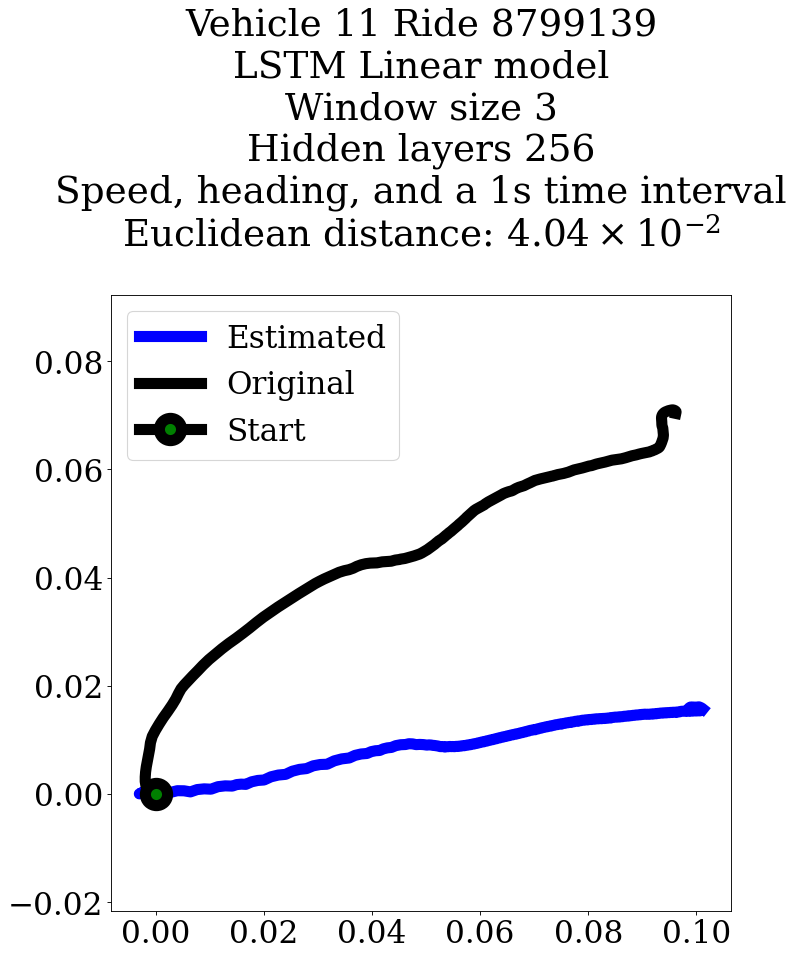 Vehicle 11 Ride 8799139
LSTM Linear model
Window size 3
Hidden layers 256
Speed, heading, and a 1s time interval
Euclidean distance: 4.04 × 10⁻²
Estimated
Original
Start
0.08
0.06
0.04
0.02
0.00
−0.02
0.00 0.02 0.04 0.06 0.08 0.10